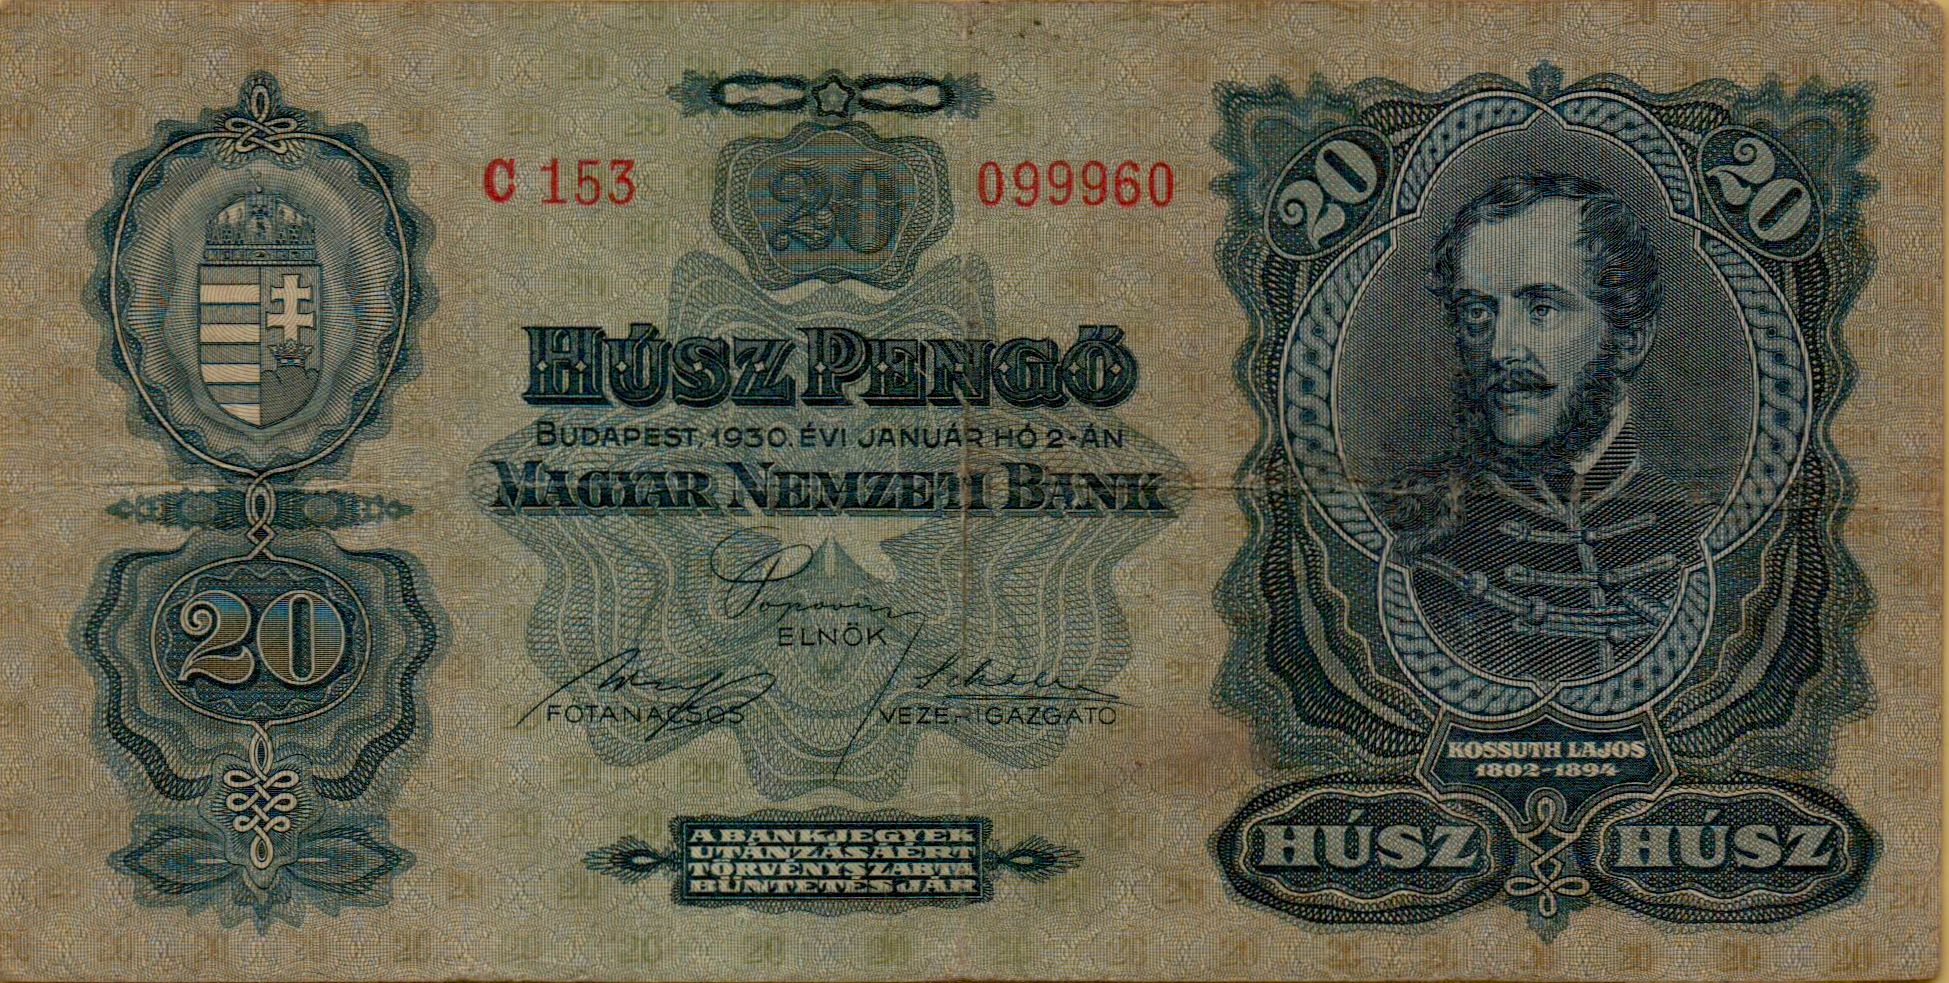 C 153
20
099960
20
20
HÚSZ PENGŐ
BUDAPEST, 1930. ÉVI JANUÁR HÓ 2-ÁN
MAGYAR NEMZETI BANK
20
ELNÖK
FŐTANÁCSOS
VEZÉRIGAZGATÓ
KOSSUTH LAJOS
1802-1894
A BANKJEGYEK
UTÁNZÁSÁÉRT
TÖRVÉNYSZABTA
BÜNTETÉS JÁR
HÚSZ
HÚSZ